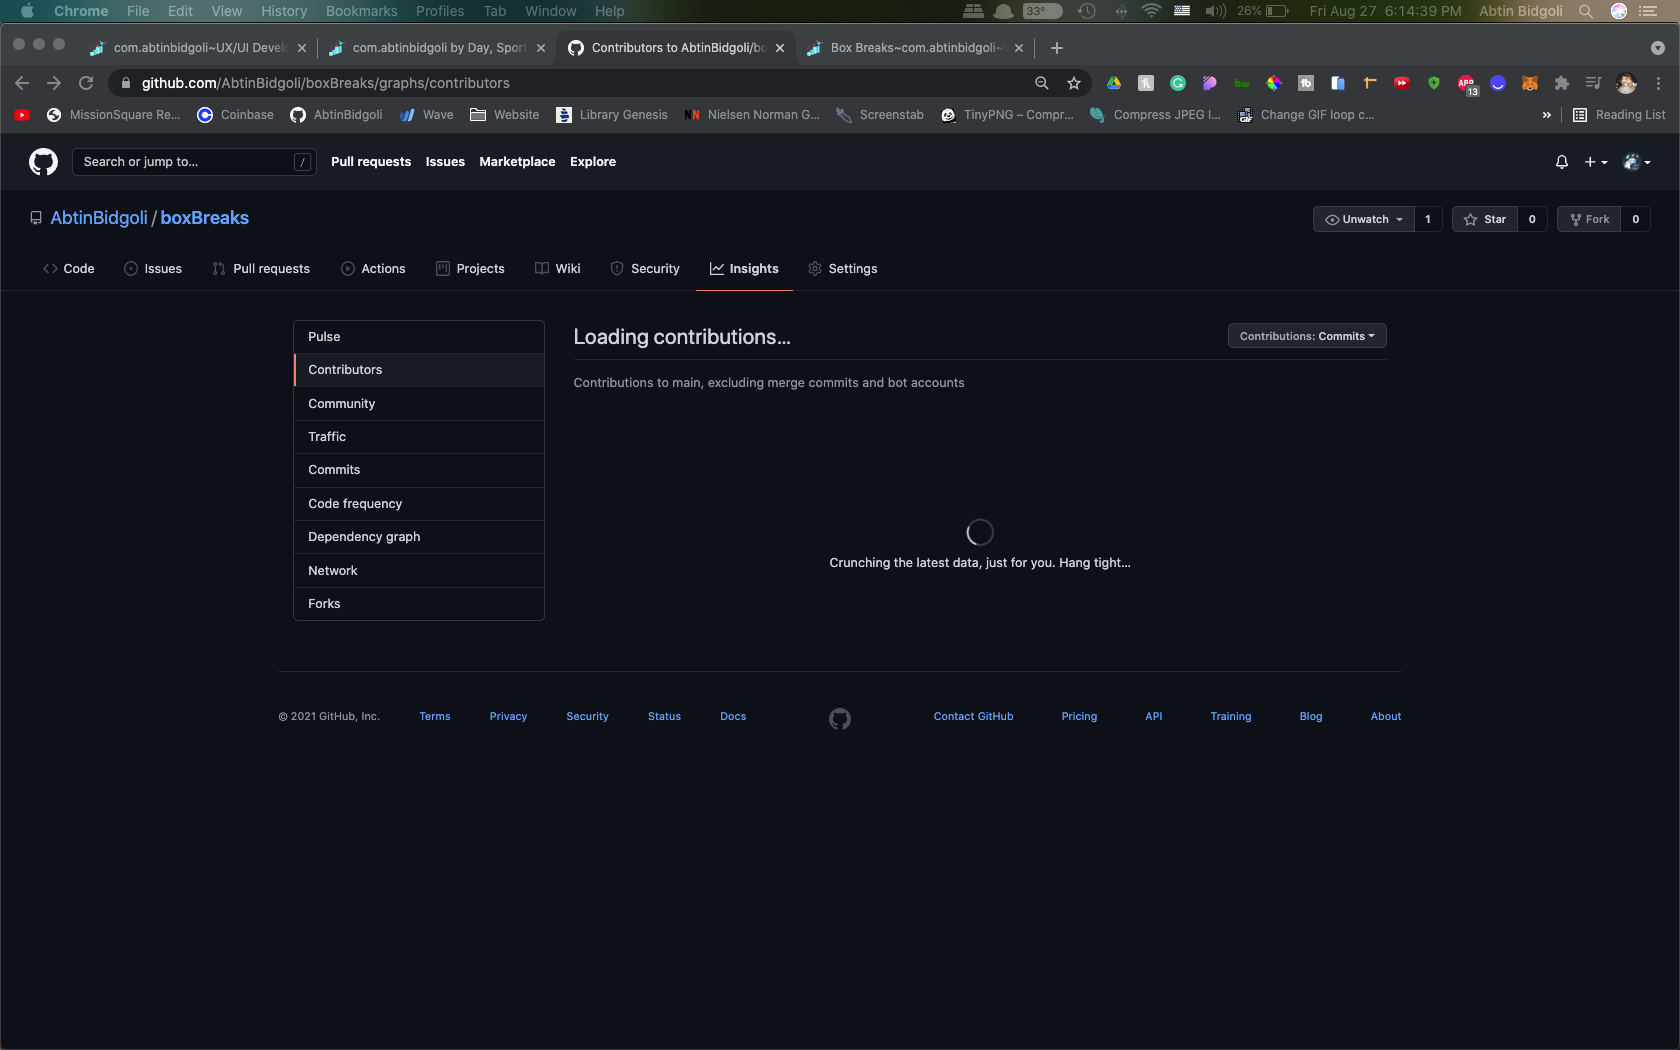 Chrome File Edit View History Bookmarks Profiles Tab Window Help 33° 26% Fri Aug 27 6:14:39 PM Abtin Bidgoli
com.abtinbidgoli~UX/UI Develo com.abtinbidgoli by Day, Sport Contributors to AbtinBidgoli/bo Box Breaks~com.abtinbidgoli~
github.com/AbtinBidgoli/boxBreaks/graphs/contributors
13
MissionSquare Re... Coinbase AbtinBidgoli Wave Website Library Genesis NN Nielsen Norman G... Screenstab TinyPNG – Compr... Compress JPEG I... Change GIF loop c... » Reading List
Search or jump to... / Pull requests Issues Marketplace Explore
AbtinBidgoli / boxBreaks Unwatch 1 Star 0 Fork 0
Code Issues Pull requests Actions Projects Wiki Security Insights Settings
Pulse
Contributors
Community
Traffic
Commits
Code frequency
Dependency graph
Network
Forks
Loading contributions...
Contributions: Commits
Contributions to main, excluding merge commits and bot accounts
Crunching the latest data, just for you. Hang tight...
© 2021 GitHub, Inc. Terms Privacy Security Status Docs Contact GitHub Pricing API Training Blog About